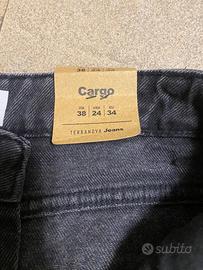 Cargo
38 24 34
TERRANOVA Jeans
subito